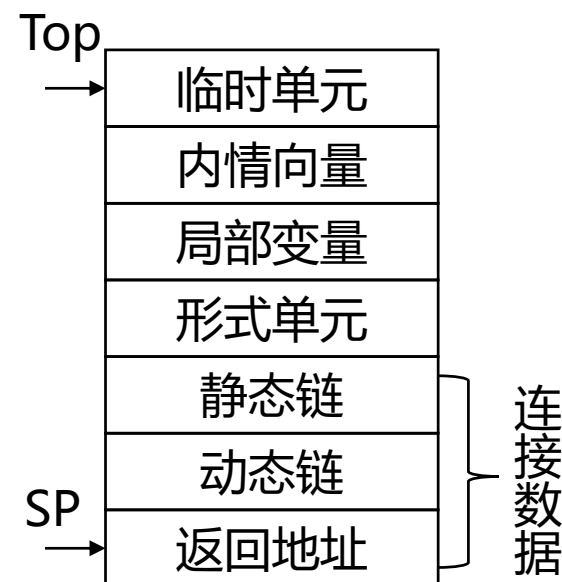 Top
临时单元
内情向量
局部变量
形式单元
静态链
动态链
SP
返回地址
连接数据